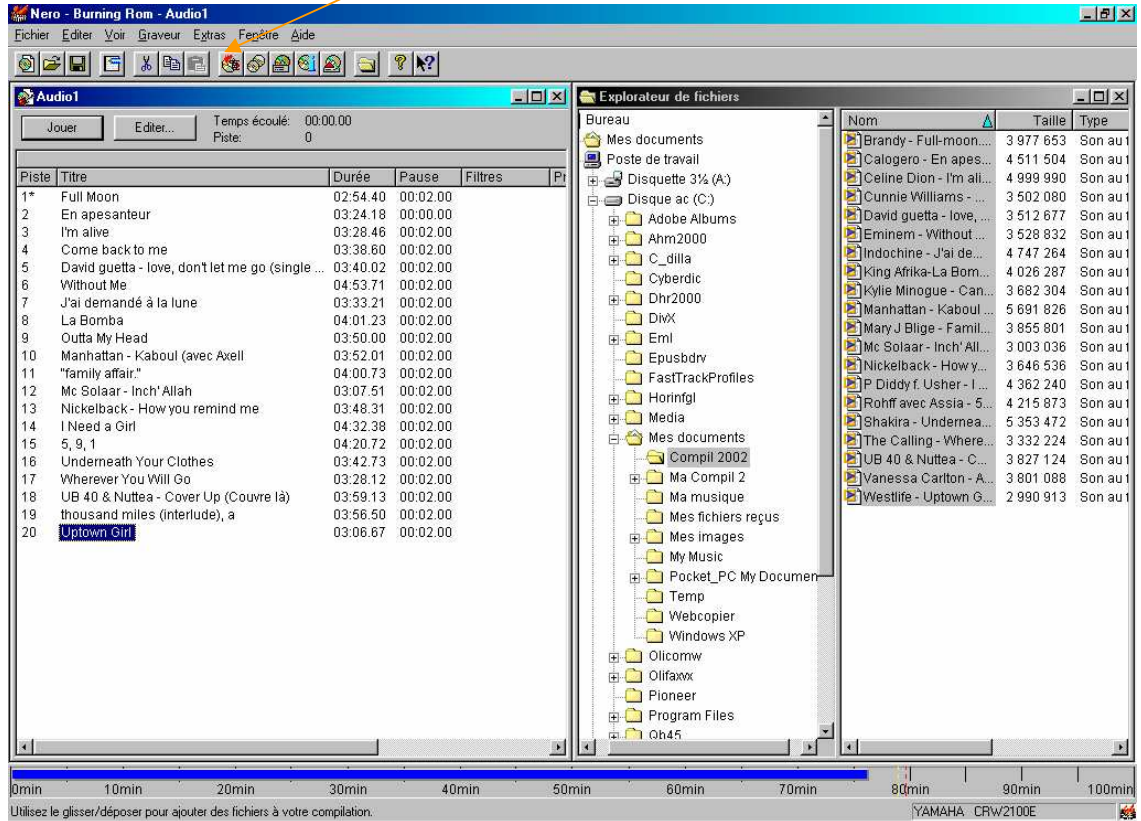 Nero - Burning Rom - Audio1
Fichier Editer Voir Graveur Extras Fenêtre Aide
Audio1
Jouer Editer... Temps écoulé: 00:00.00
Piste: 0
Piste Titre Durée Pause Filtres Pr
1* Full Moon 02:54.40 00:02.00
2 En apesanteur 03:24.18 00:00.00
3 I'm alive 03:28.46 00:02.00
4 Come back to me 03:38.60 00:02.00
5 David guetta - love, don't let me go (single ... 03:40.02 00:02.00
6 Without Me 04:53.71 00:02.00
7 J'ai demandé à la lune 03:33.21 00:02.00
8 La Bomba 04:01.23 00:02.00
9 Outta My Head 03:50.00 00:02.00
10 Manhattan - Kaboul (avec Axell 03:52.01 00:02.00
11 "family affair." 04:00.73 00:02.00
12 Mc Solaar - Inch' Allah 03:07.51 00:02.00
13 Nickelback - How you remind me 03:48.31 00:02.00
14 I Need a Girl 04:32.38 00:02.00
15 5, 9, 1 04:20.72 00:02.00
16 Underneath Your Clothes 03:42.73 00:02.00
17 Wherever You Will Go 03:28.12 00:02.00
18 UB 40 & Nuttea - Cover Up (Couvre là) 03:59.13 00:02.00
19 thousand miles (interlude), a 03:56.50 00:02.00
20 Uptown Girl 03:06.67 00:02.00
Explorateur de fichiers
Bureau
Mes documents
Poste de travail
Disquette 3½ (A:)
Disque ac (C:)
Adobe Albums
Ahm2000
C_dilla
Cyberdic
Dhr2000
DivX
Eml
Epusbdrv
FastTrackProfiles
Horinfgl
Media
Mes documents
Compil 2002
Ma Compil 2
Ma musique
Mes fichiers reçus
Mes images
My Music
Pocket_PC My Documen
Temp
Webcopier
Windows XP
Olicomw
Olifaxvx
Pioneer
Program Files
Qb45
Nom Taille Type
Brandy - Full-moon.... 3 977 653 Son au f
Calogero - En apes... 4 511 504 Son au f
Celine Dion - I'm ali... 4 999 990 Son au f
Cunnie Williams - ... 3 502 080 Son au f
David guetta - love, ... 3 512 677 Son au f
Eminem - Without ... 3 528 832 Son au f
Indochine - J'ai de... 4 747 264 Son au f
King Afrika-La Bom... 4 026 287 Son au f
Kylie Minogue - Can... 3 682 304 Son au f
Manhattan - Kaboul ... 5 691 826 Son au f
Mary J Blige - Famil... 3 855 801 Son au f
Mc Solaar - Inch' All... 3 003 036 Son au f
Nickelback - How y... 3 646 536 Son au f
P Diddy f. Usher - I ... 4 362 240 Son au f
Rohff avec Assia - 5... 4 215 873 Son au f
Shakira - Undernea... 5 353 472 Son au f
The Calling - Where... 3 332 224 Son au f
UB 40 & Nuttea - C... 3 827 124 Son au f
Vanessa Carlton - A... 3 801 088 Son au f
Westlife - Uptown G... 2 990 913 Son au f
0min 10min 20min 30min 40min 50min 60min 70min 80min 90min 100min
Utilisez le glisser/déposer pour ajouter des fichiers à votre compilation.
YAMAHA CRW2100E